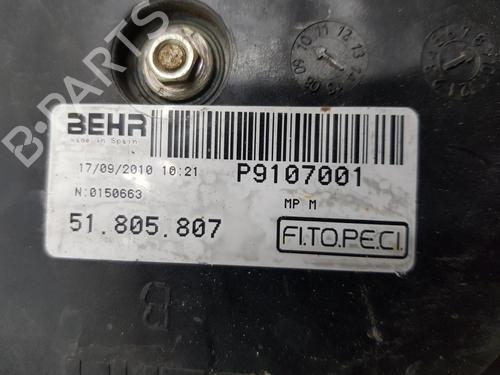 BEHR
Made in Spain
17/09/2010 10:21
P9107001
N:0150663
MP M
51.805.807
FI.TO.PE.CI.
B-PARTS